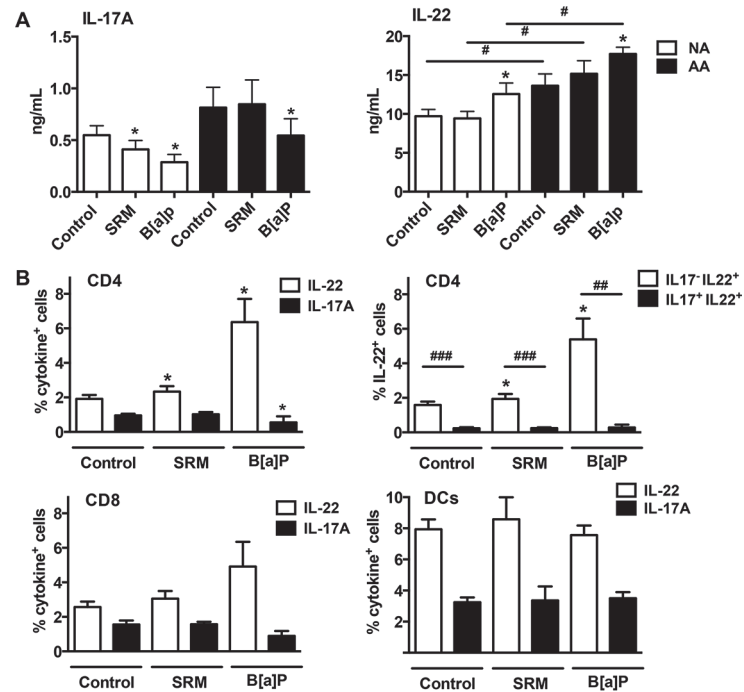 A
IL-17A
ng/mL
1.5
1.0
0.5
0.0
* * *
Control SRM B[a]p Control SRM B[a]P
IL-22
ng/mL
20
15
10
5
0
#
#
#
* *
NA
AA
Control SRM B[a]P Control SRM B[a]p
B
CD4
IL-22
IL-17A
% cytokine+ cells
8
6
4
2
0
* * *
Control SRM B[a]P
CD4
IL17-IL22+
IL17+IL22+
% IL-22+ cells
8
6
4
2
0
### ### ##
* *
Control SRM B[a]P
CD8
IL-22
IL-17A
% cytokine+ cells
8
6
4
2
0
Control SRM B[a]P
DCs
IL-22
IL-17A
% cytokine+ cells
10
8
6
4
2
Control SRM B[a]P